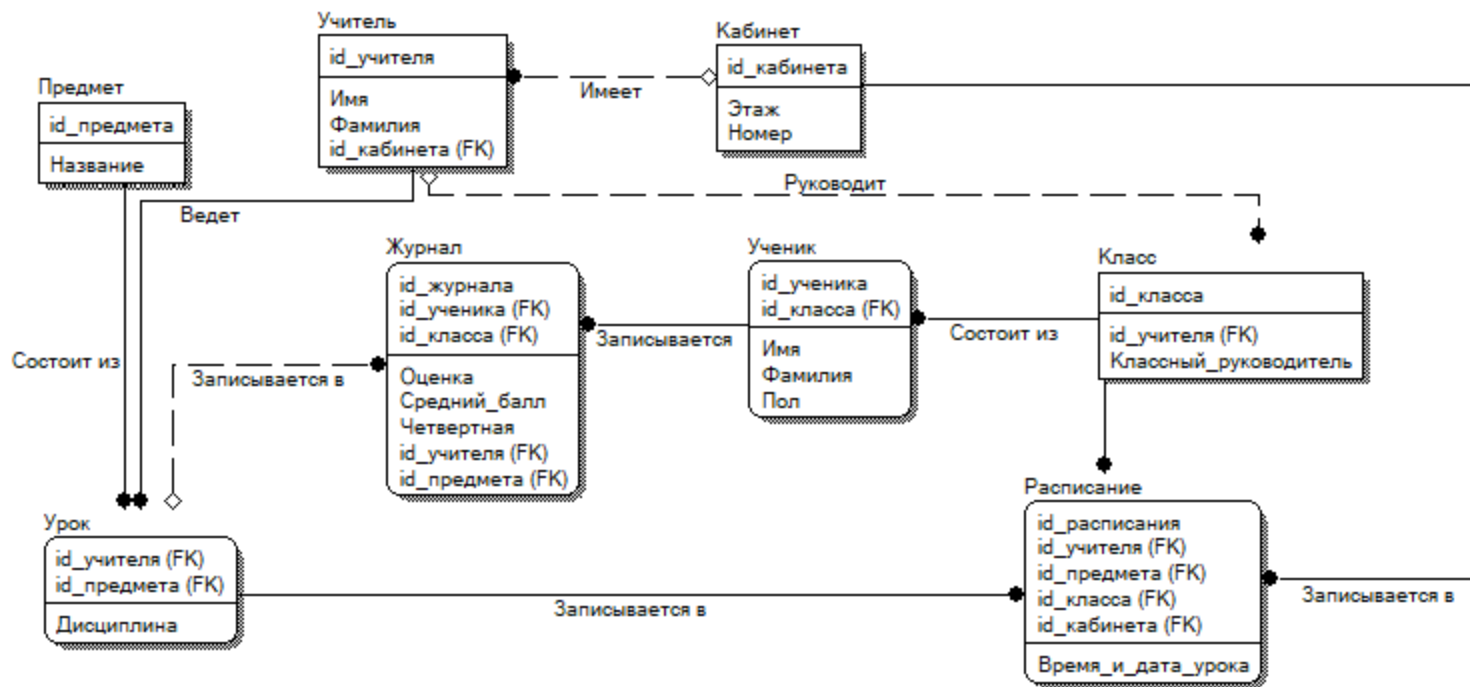 Учитель
id_учителя
Имя
Фамилия
id_кабинета (FK)
Имеет
Кабинет
id_кабинета
Этаж
Номер
Предмет
id_предмета
Название
Ведет
Руководит
Журнал
id_журнала
id_ученика (FK)
id_класса (FK)
Оценка
Средний_балл
Четвертная
id_учителя (FK)
id_предмета (FK)
Записывается
Ученик
id_ученика
id_класса (FK)
Имя
Фамилия
Пол
Состоит из
Класс
id_класса
id_учителя (FK)
Классный_руководитель
Состоит из
Записывается в
Урок
id_учителя (FK)
id_предмета (FK)
Дисциплина
Записывается в
Расписание
id_расписания
id_учителя (FK)
id_предмета (FK)
id_класса (FK)
id_кабинета (FK)
Время_и_дата_урока
Записывается в